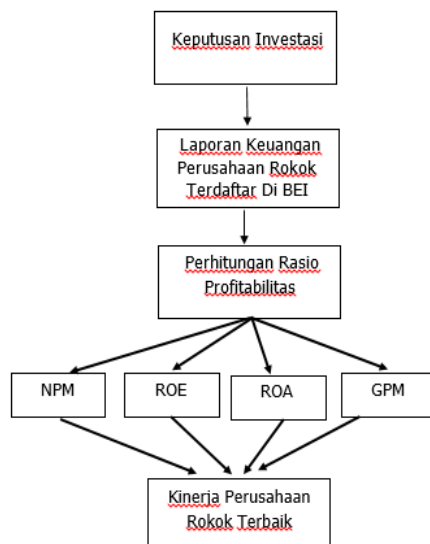 Keputusan Investasi
Laporan Keuangan
Perusahaan Rokok
Terdaftar Di BEI
Perhitungan Rasio
Profitabilitas
NPM
ROE
ROA
GPM
Kinerja Perusahaan
Rokok Terbaik